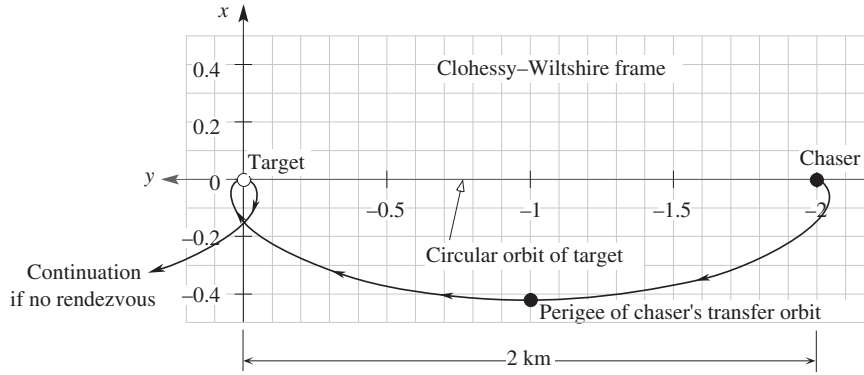 x
0.4
Clohessy–Wiltshire frame
0.2
Target
Chaser
y
0
–0.5
–1
–1.5
–2
–0.2
Circular orbit of target
Continuation
if no rendezvous
–0.4
Perigee of chaser's transfer orbit
2 km